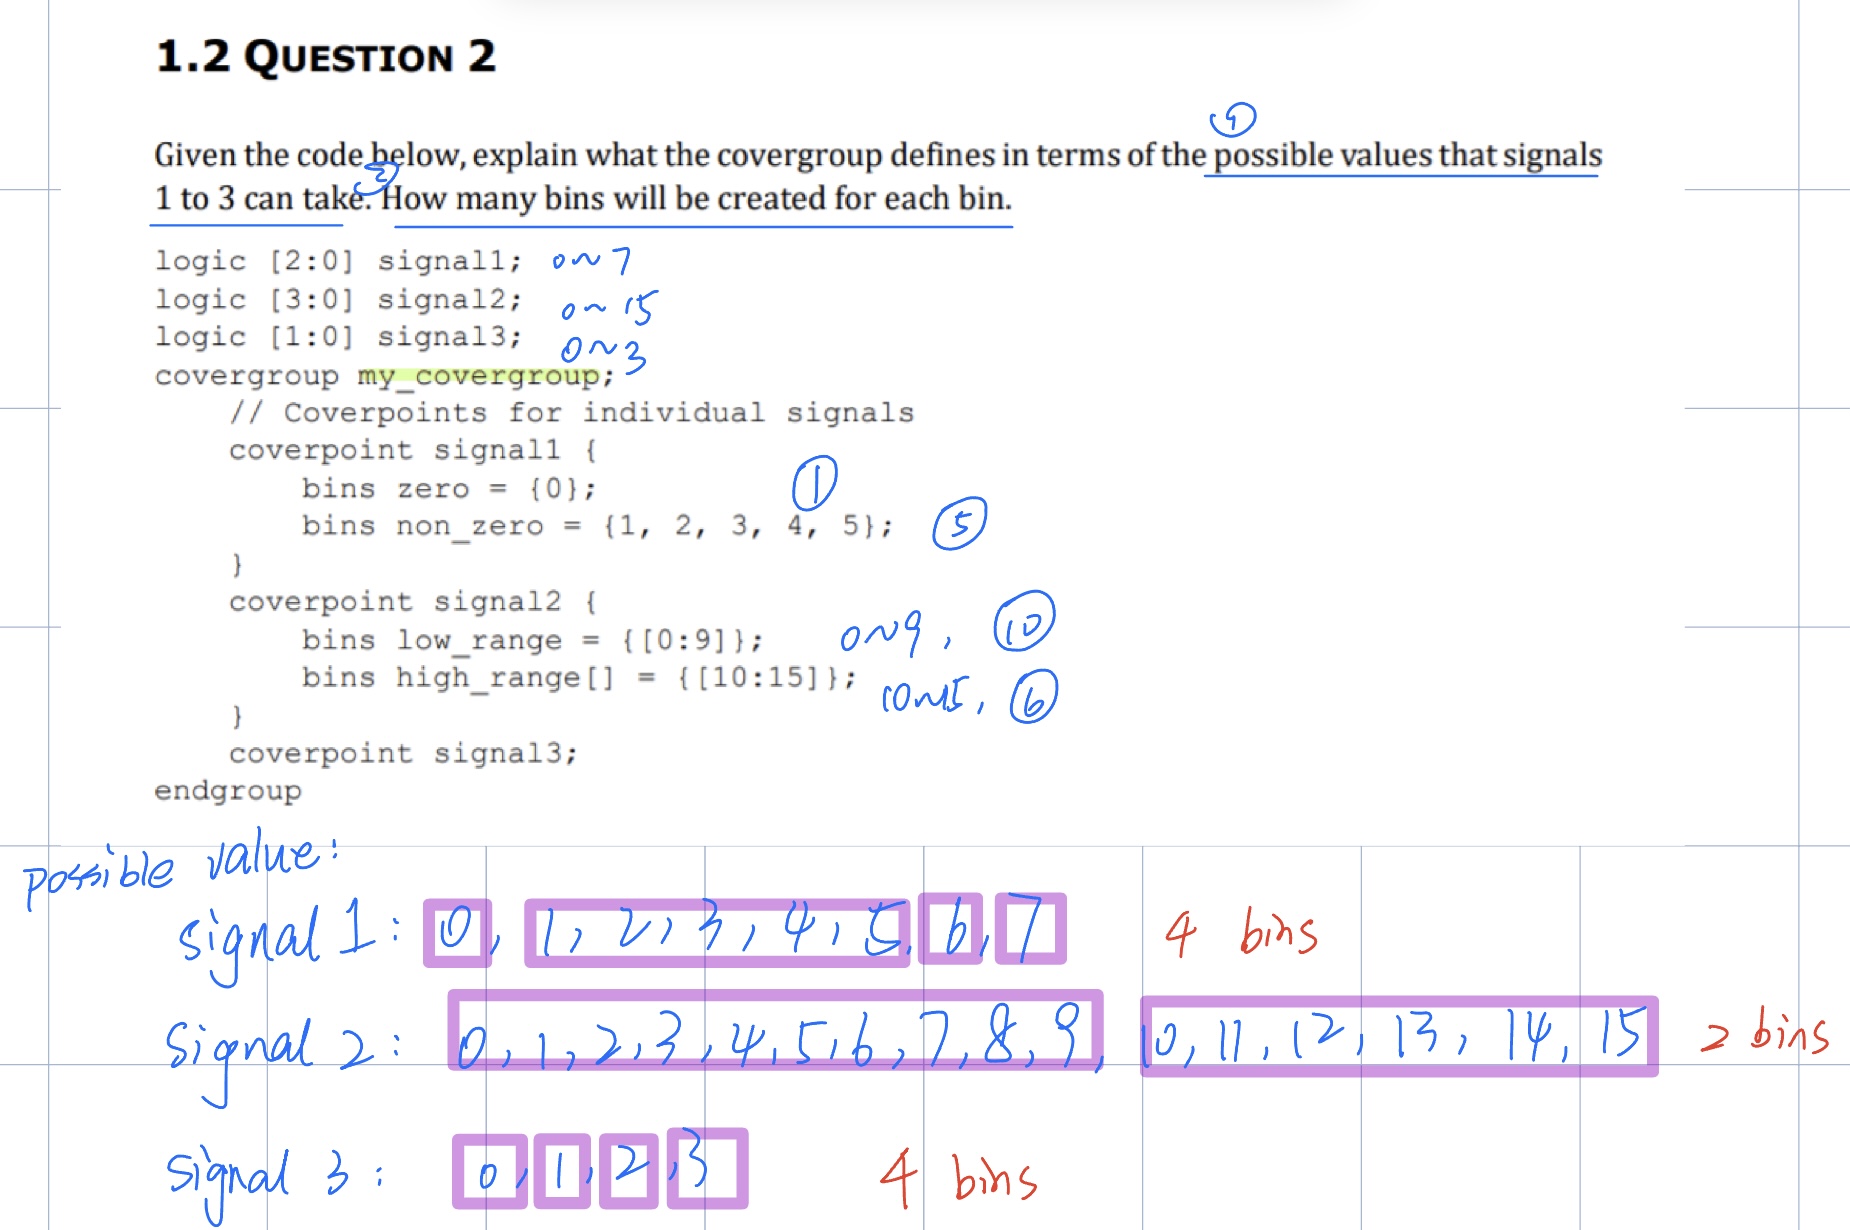 1.2 QUESTION 2
①
Given the code below, explain what the covergroup defines in terms of the possible values that signals
②
1 to 3 can take. How many bins will be created for each bin.
logic [2:0] signal1; 0~7
logic [3:0] signal2; 0~15
logic [1:0] signal3; 0~3
covergroup my_covergroup;
// Coverpoints for individual signals
coverpoint signal1 {
bins zero = {0}; ①
bins non_zero = {1, 2, 3, 4, 5}; ⑤
}
coverpoint signal2 {
bins low_range = {[0:9]}; 0~9, ⑩
bins high_range[] = {[10:15]}; 10~15, ⑥
}
coverpoint signal3;
endgroup
possible value:
signal 1: 0, 1, 2, 3, 4, 5, 6, 7 4 bins
signal 2: 0, 1, 2, 3, 4, 5, 6, 7, 8, 9, 10, 11, 12, 13, 14, 15 2 bins
signal 3: 0, 1, 2, 3 4 bins